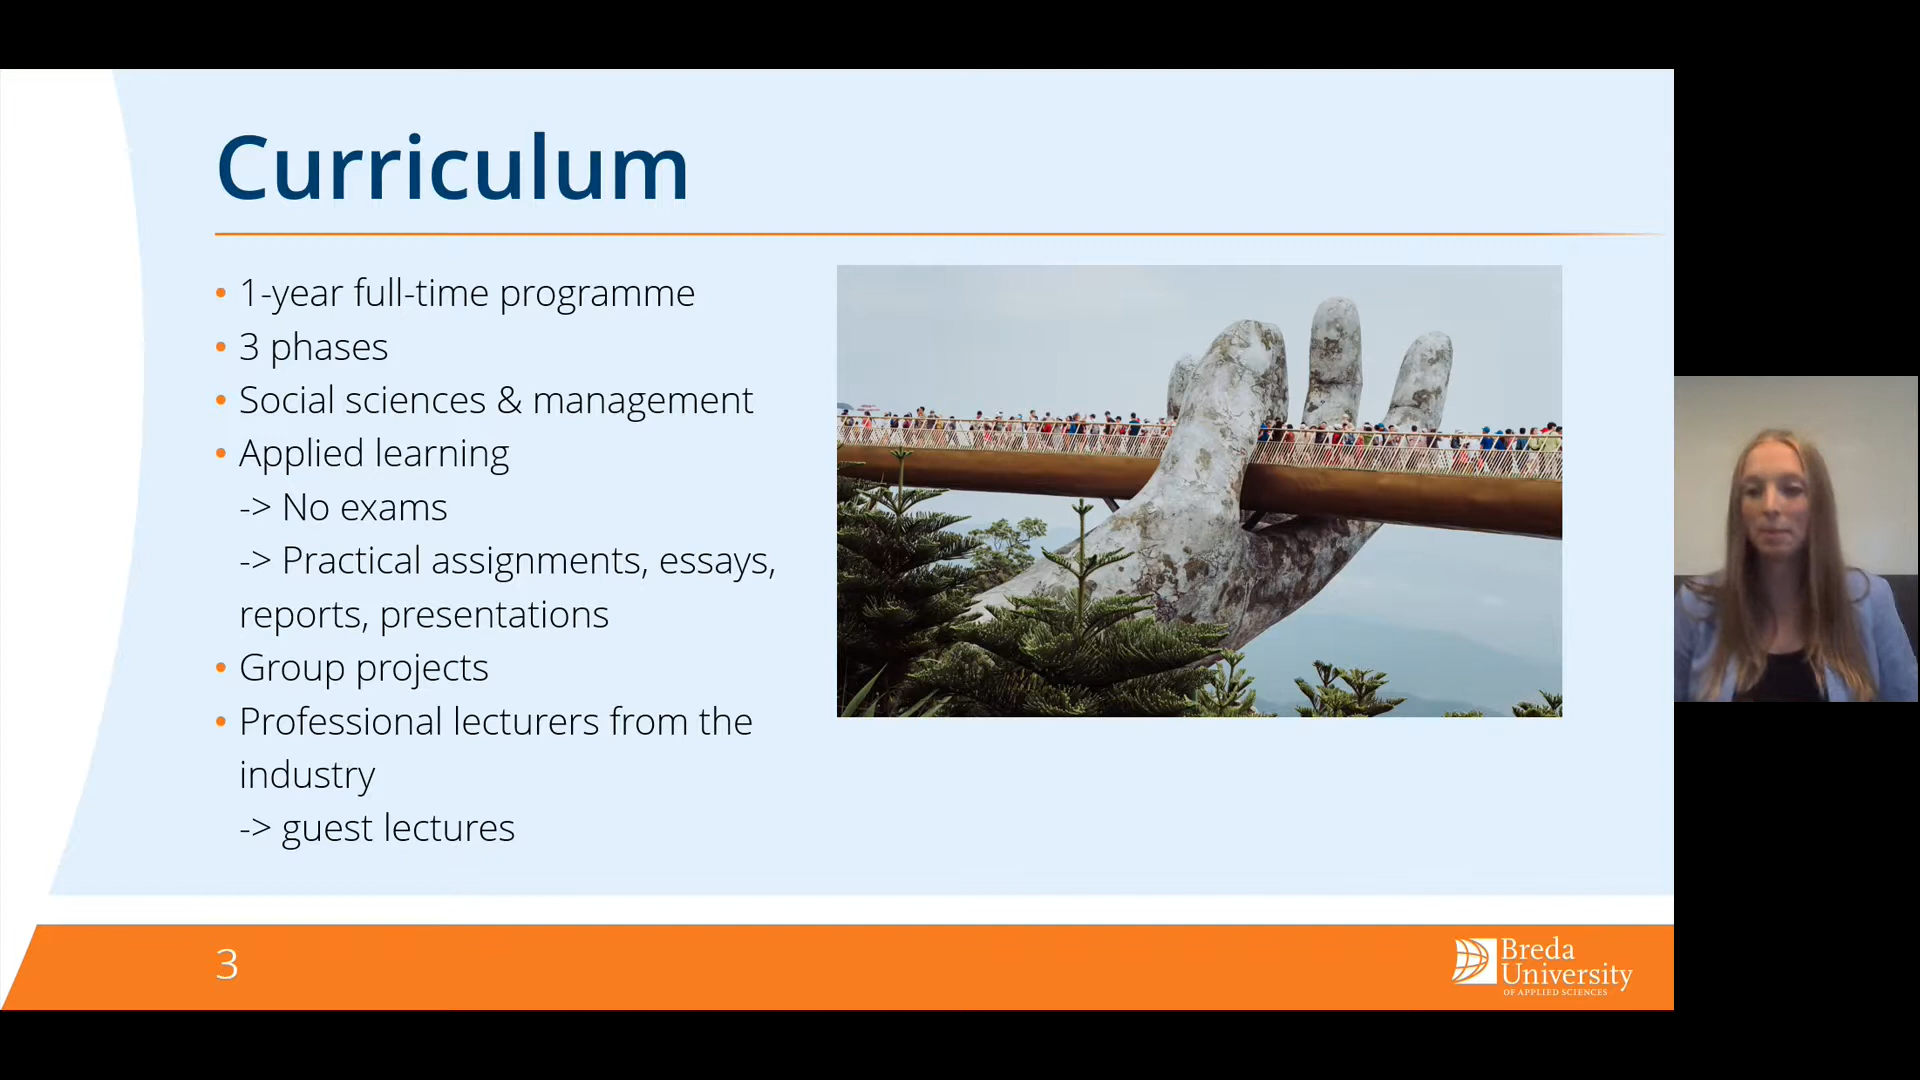 Curriculum
• 1-year full-time programme
• 3 phases
• Social sciences & management
• Applied learning
-> No exams
-> Practical assignments, essays,
reports, presentations
• Group projects
• Professional lecturers from the
industry
-> guest lectures
3
Breda
University
OF APPLIED SCIENCES